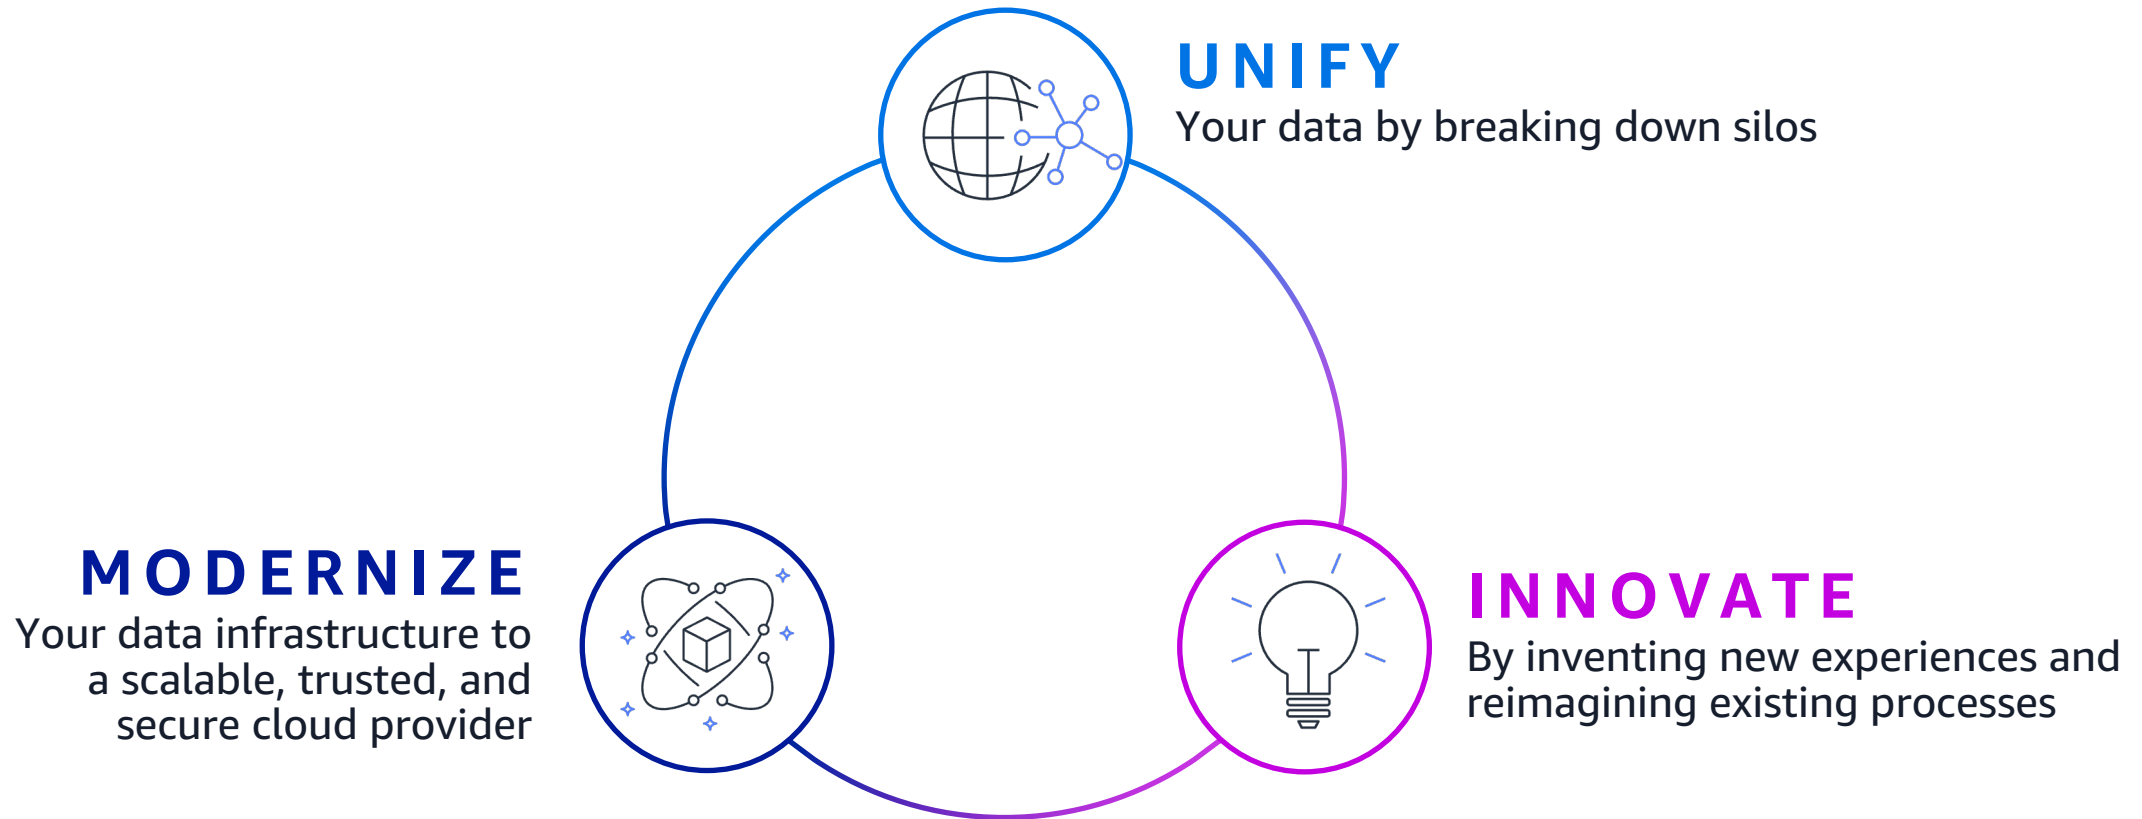 UNIFY
Your data by breaking down silos
MODERNIZE
Your data infrastructure to
a scalable, trusted, and
secure cloud provider
INNOVATE
By inventing new experiences and
reimagining existing processes